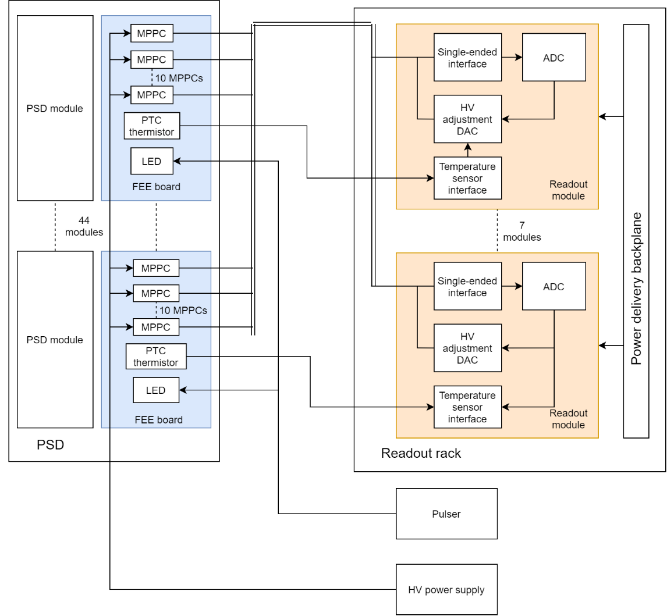 PSD module
MPPC
MPPC
10 MPPCs
MPPC
PTC
thermistor
LED
FEE board
44
modules
PSD module
MPPC
MPPC
10 MPPCs
MPPC
PTC
thermistor
LED
FEE board
PSD
Single-ended
interface
ADC
HV
adjustment
DAC
Temperature
sensor
interface
Readout
module
7
modules
Single-ended
interface
ADC
HV
adjustment
DAC
Temperature
sensor
interface
Readout
module
Power delivery backplane
Readout rack
Pulser
HV power supply